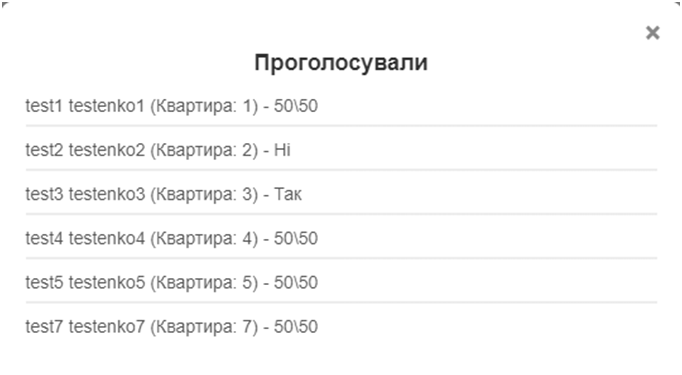 Проголосували
test1 testenko1 (Квартира: 1) - 50\50
test2 testenko2 (Квартира: 2) - Ні
test3 testenko3 (Квартира: 3) - Так
test4 testenko4 (Квартира: 4) - 50\50
test5 testenko5 (Квартира: 5) - 50\50
test7 testenko7 (Квартира: 7) - 50\50